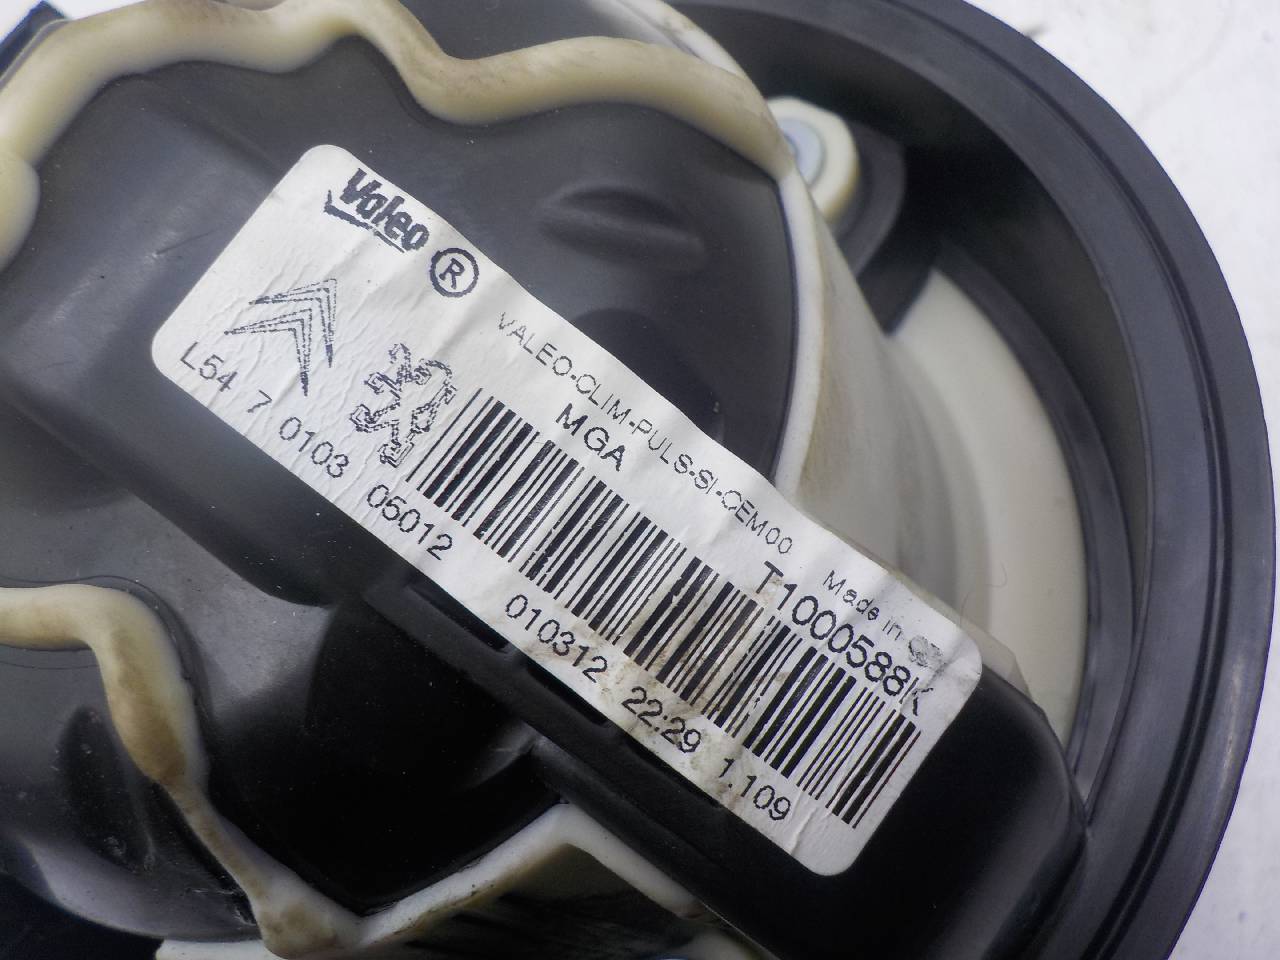 Valeo ®
VALEO-CLIM-PULS-SI-CEM00
MGA
Made in
T1000588K
L54 7 0103 05012 010312 22:29 1.109